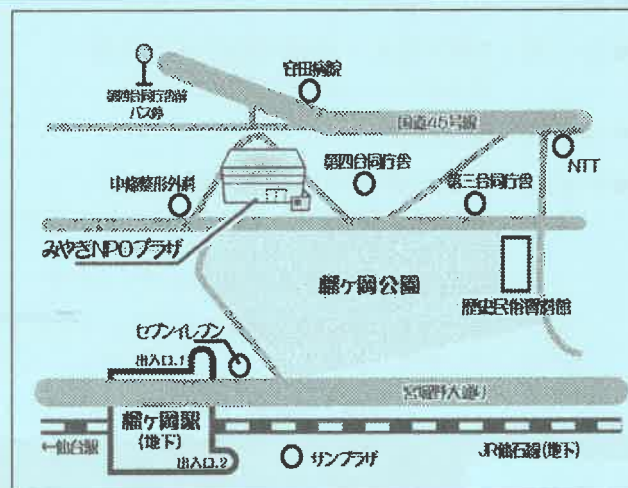 第四合同庁舎前
バス停
安田病院
国道45号線
NTT
中條整形外科
第四合同庁舎
第三合同庁舎
みやぎNPOプラザ
榴ヶ岡公園
歴史民俗資料館
セブンイレブン
出入口.1
宮城野大通り
榴ヶ岡駅
(地下)
←仙台駅
出入口.2
サンプラザ
JR仙石線(地下)